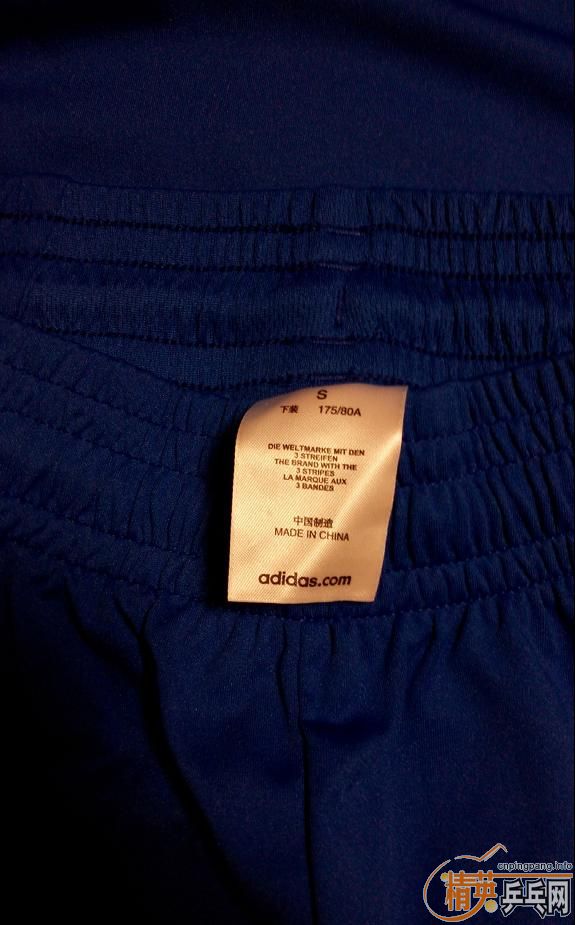 S
下装 175/80A
DIE WELTMARKE MIT DEN
3 STREIFEN
THE BRAND WITH THE
3 STRIPES
LA MARQUE AUX
3 BANDES
中国制造
MADE IN CHINA
adidas.com
cnpingpang.info
精英乒乓网